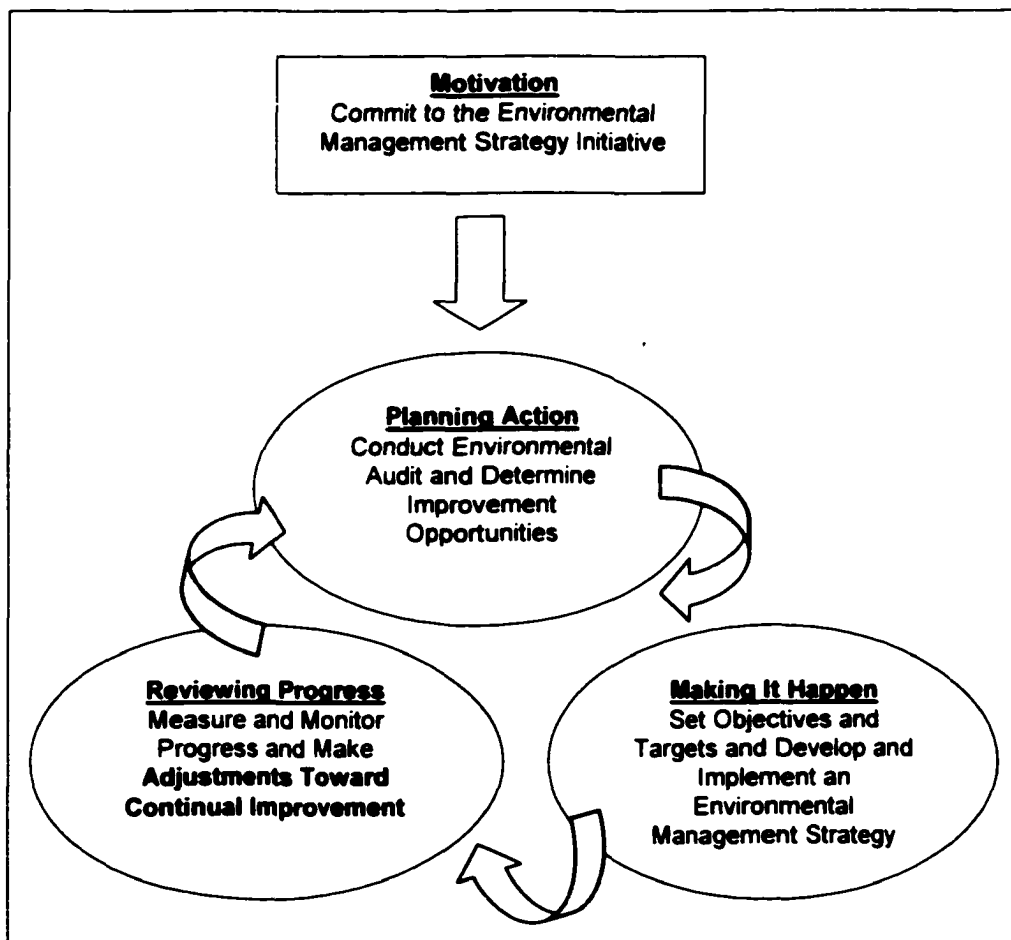 Motivation
Commit to the Environmental
Management Strategy Initiative
Planning Action
Conduct Environmental
Audit and Determine
Improvement
Opportunities
Reviewing Progress
Measure and Monitor
Progress and Make
Adjustments Toward
Continual Improvement
Making It Happen
Set Objectives and
Targets and Develop and
Implement an
Environmental
Management Strategy